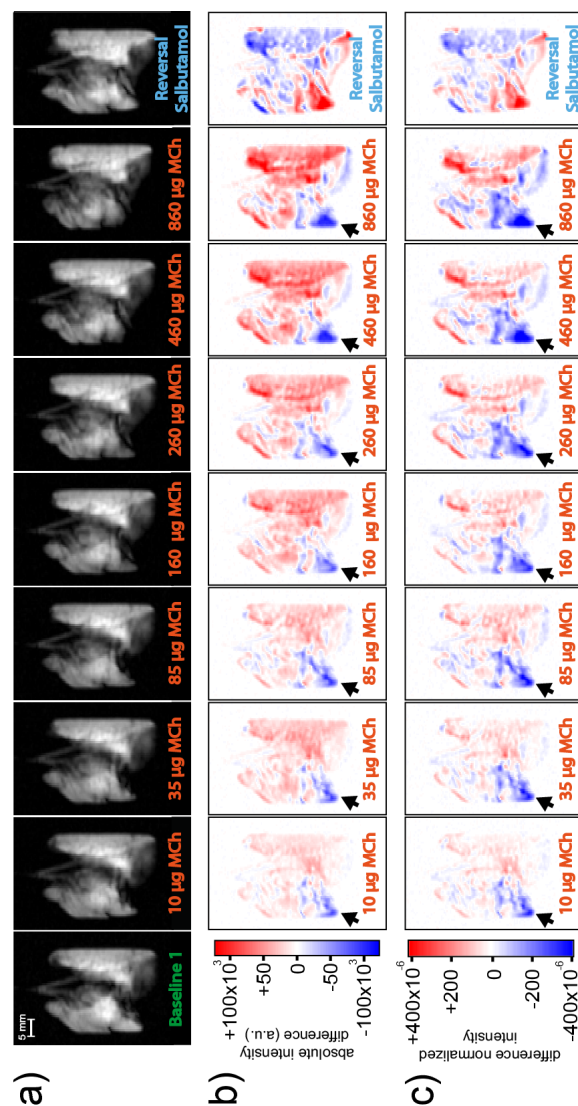 a)
5 mm
Baseline 1
10 µg MCh
35 µg MCh
85 µg MCh
160 µg MCh
260 µg MCh
460 µg MCh
860 µg MCh
Reversal
Salbutamol
b)
absolute intensity
difference (a.u.)
+100x10³
+50
0
-50
-100x10³
10 µg MCh
35 µg MCh
85 µg MCh
160 µg MCh
260 µg MCh
460 µg MCh
860 µg MCh
Reversal
Salbutamol
c)
difference normalized
intensity
+400x10⁻⁶
+200
0
-200
-400x10⁻⁶
10 µg MCh
35 µg MCh
85 µg MCh
160 µg MCh
260 µg MCh
460 µg MCh
860 µg MCh
Reversal
Salbutamol